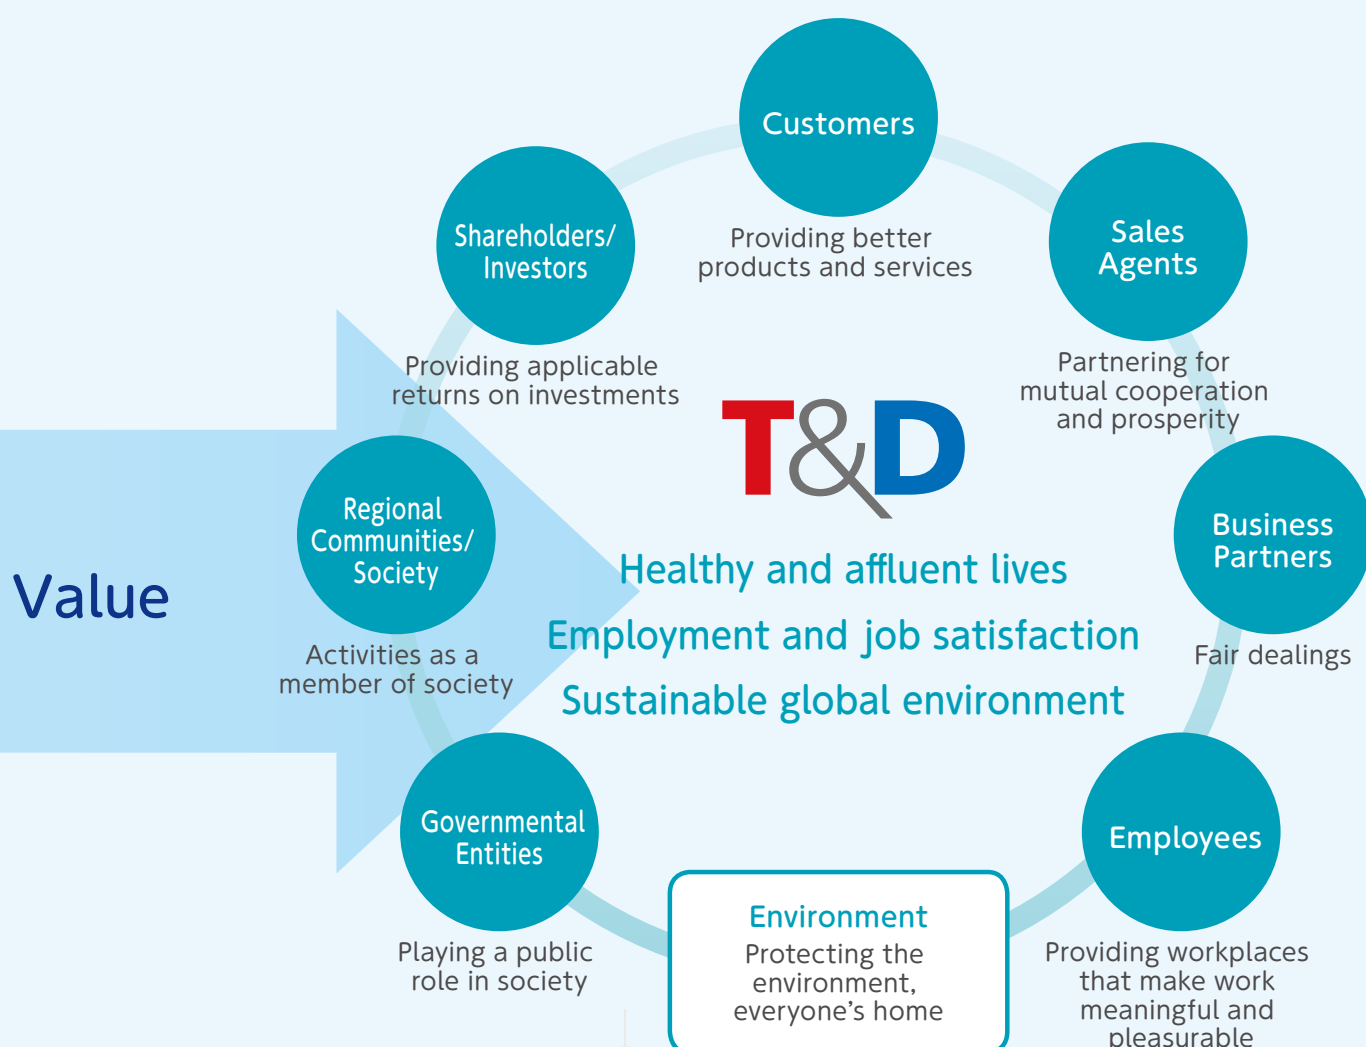 Customers
Providing better
products and services
Shareholders/
Investors
Providing applicable
returns on investments
Sales
Agents
Partnering for
mutual cooperation
and prosperity
T&D
Regional
Communities/
Society
Activities as a
member of society
Business
Partners
Fair dealings
Value
Healthy and affluent lives
Employment and job satisfaction
Sustainable global environment
Governmental
Entities
Playing a public
role in society
Environment
Protecting the
environment,
everyone's home
Employees
Providing workplaces
that make work
meaningful and
pleasurable